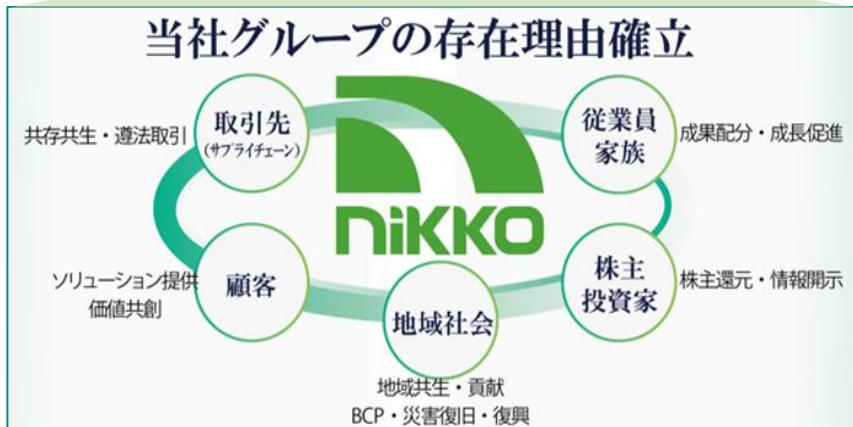 当社グループの存在理由確立
共存共生・遵法取引
取引先
(サプライチェーン)
従業員
家族
成果配分・成長促進
NiKKO
ソリューション提供
価値共創
顧客
地域社会
株主
投資家
株主還元・情報開示
地域共生・貢献
BCP・災害復旧・復興